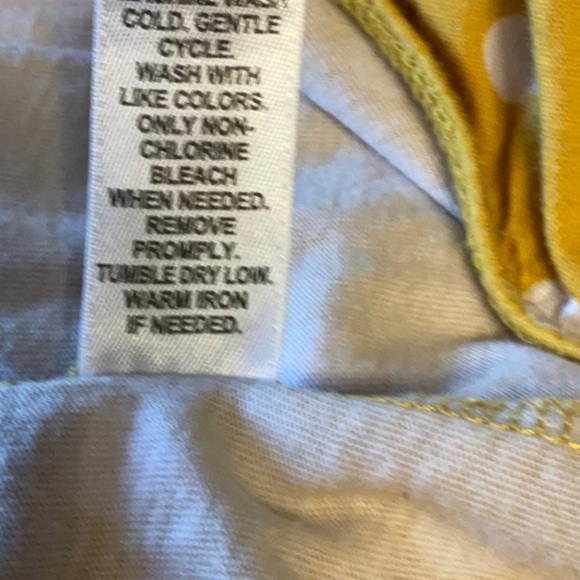 COLD. GENTLE
CYCLE.
WASH WITH
LIKE COLORS.
ONLY NON-
CHLORINE
BLEACH
WHEN NEEDED.
REMOVE
PROMPLY.
TUMBLE DRY LOW.
WARM IRON
IF NEEDED.